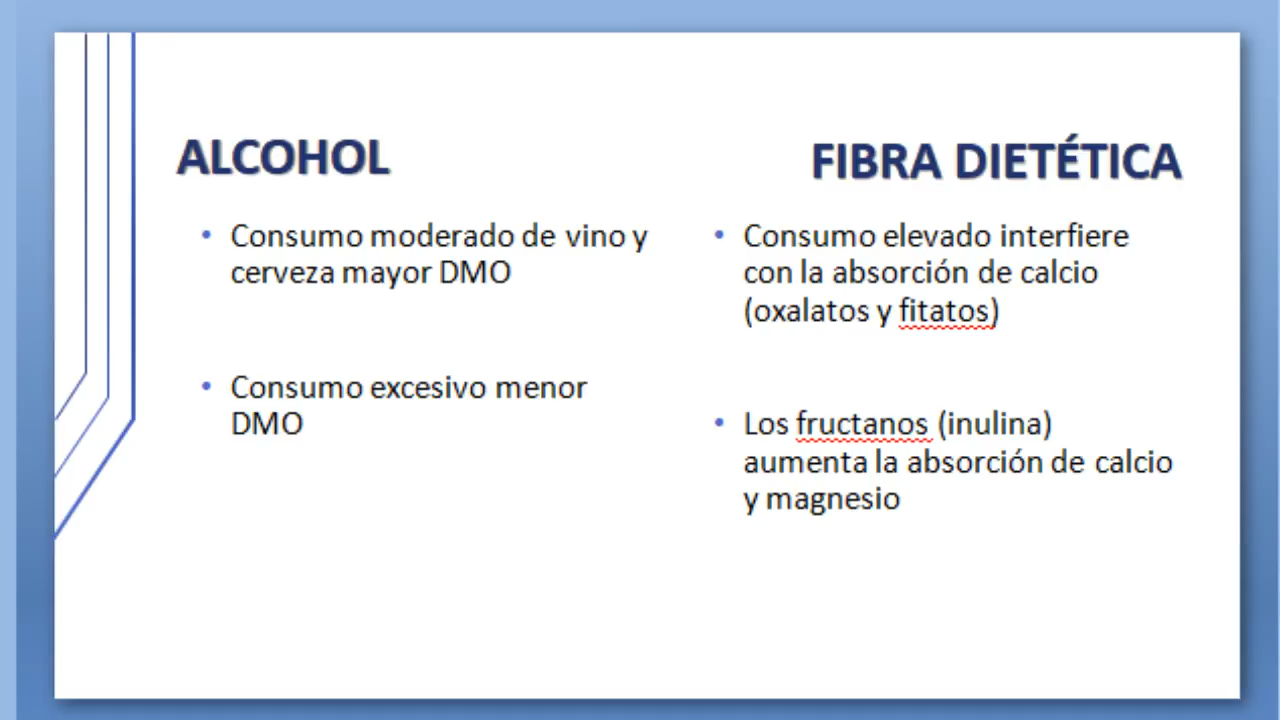 ALCOHOL
• Consumo moderado de vino y
cerveza mayor DMO
• Consumo excesivo menor
DMO
FIBRA DIETÉTICA
• Consumo elevado interfiere
con la absorción de calcio
(oxalatos y fitatos)
• Los fructanos (inulina)
aumenta la absorción de calcio
y magnesio